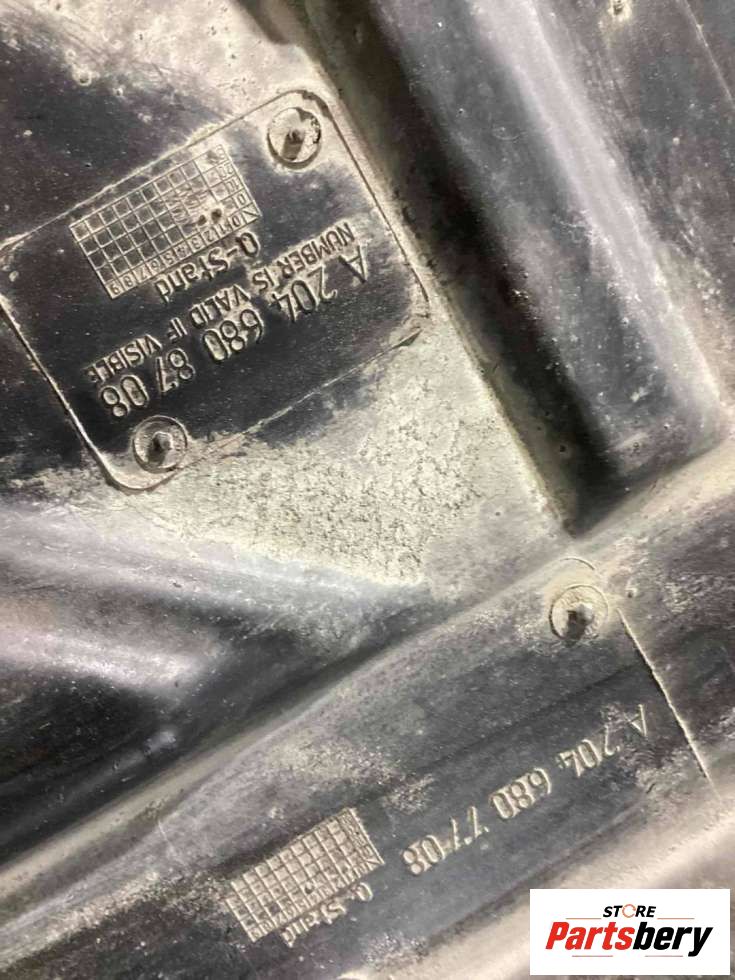 A 204 680 87 08
NUMBER IS VALID IF VISIBLE
Q-Stand
A 204 680 77 08
Q-Stand
STORE
Partsbery